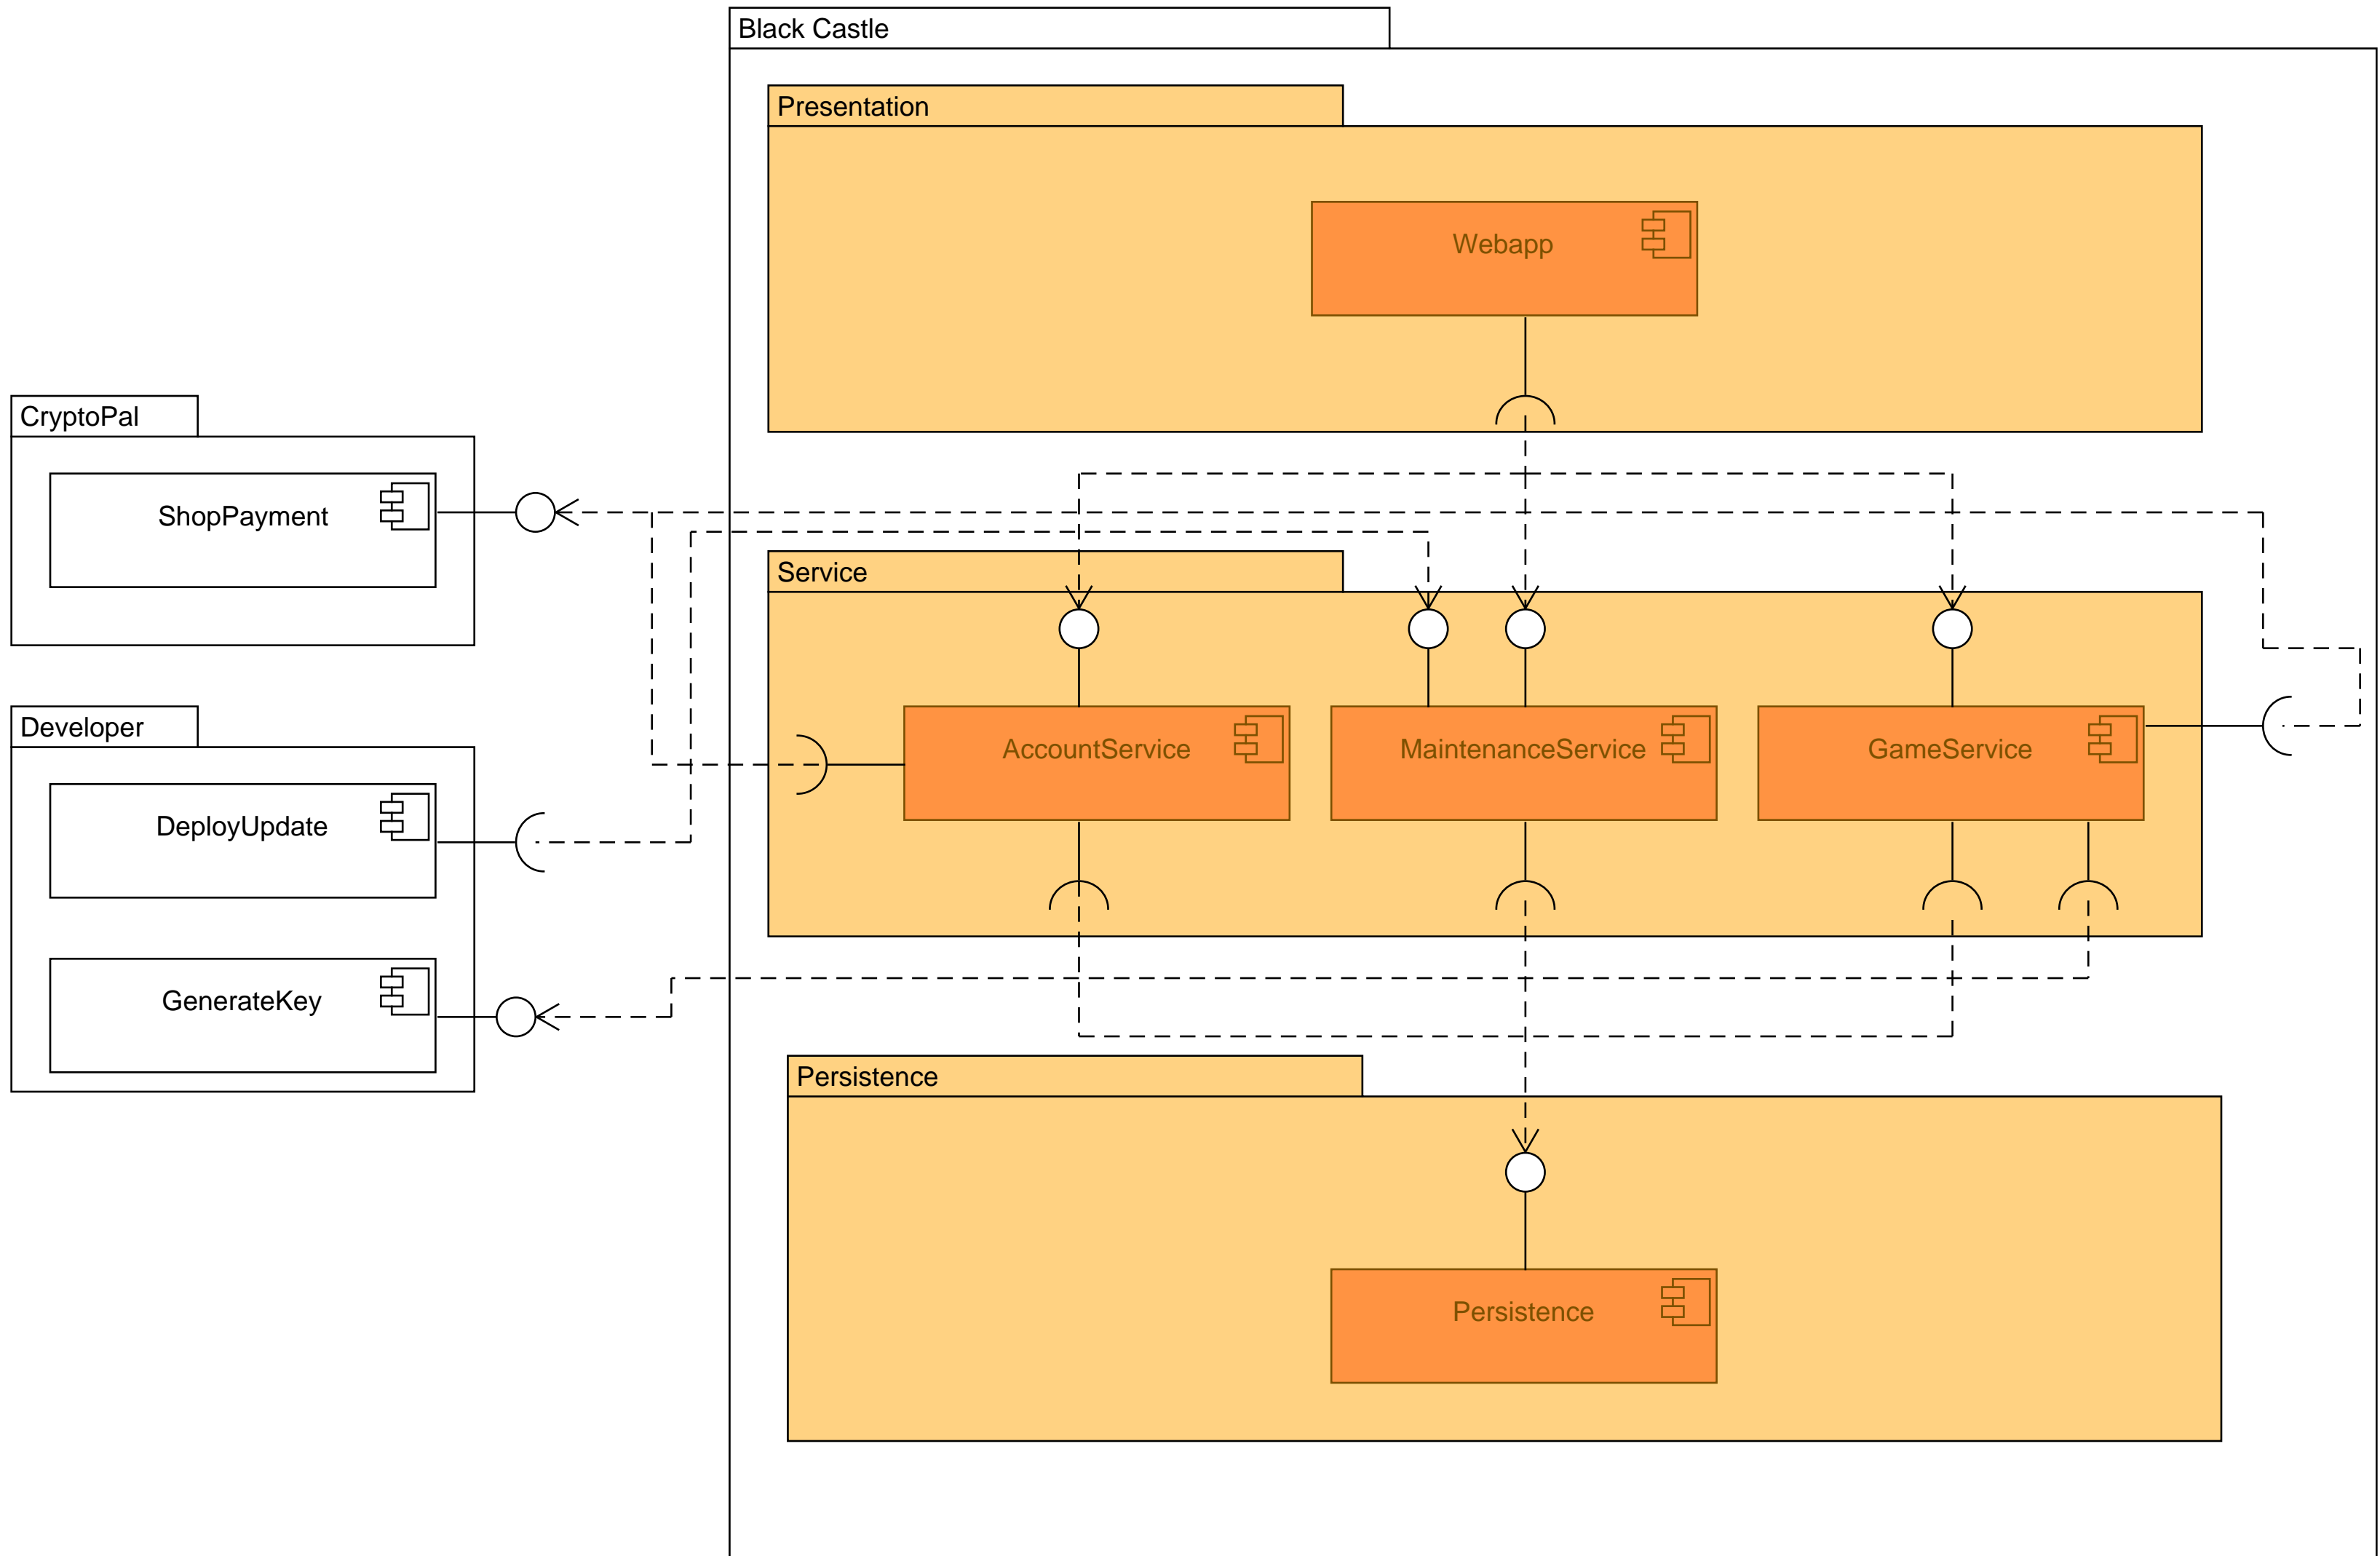 Black Castle
Presentation
Webapp
CryptoPal
ShopPayment
Service
Developer
AccountService
MaintenanceService
GameService
DeployUpdate
GenerateKey
Persistence
Persistence